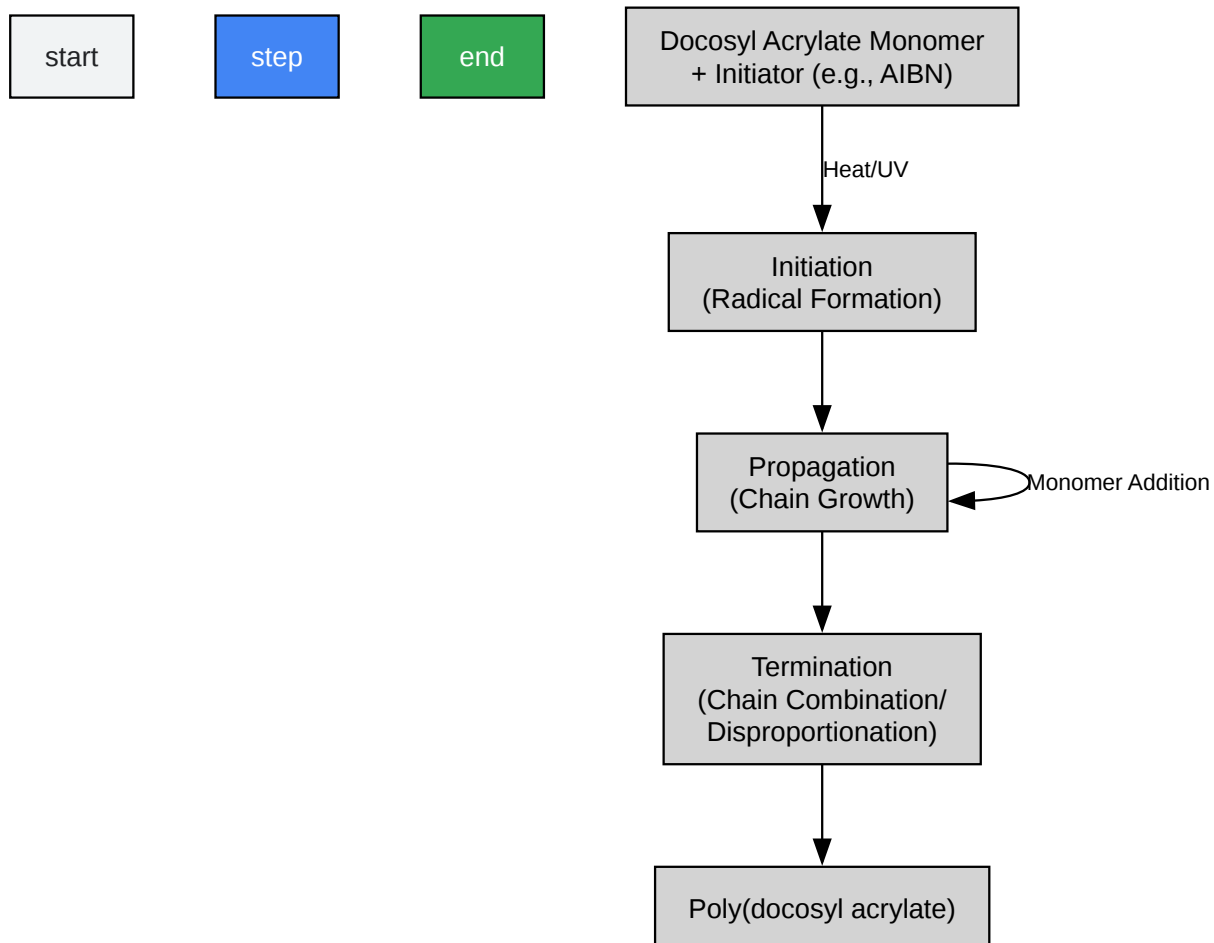 start
step
end
Docosyl Acrylate Monomer
+ Initiator (e.g., AIBN)
Heat/UV
Initiation
(Radical Formation)
Propagation
(Chain Growth)
Monomer Addition
Termination
(Chain Combination/
Disproportionation)
Poly(docosyl acrylate)